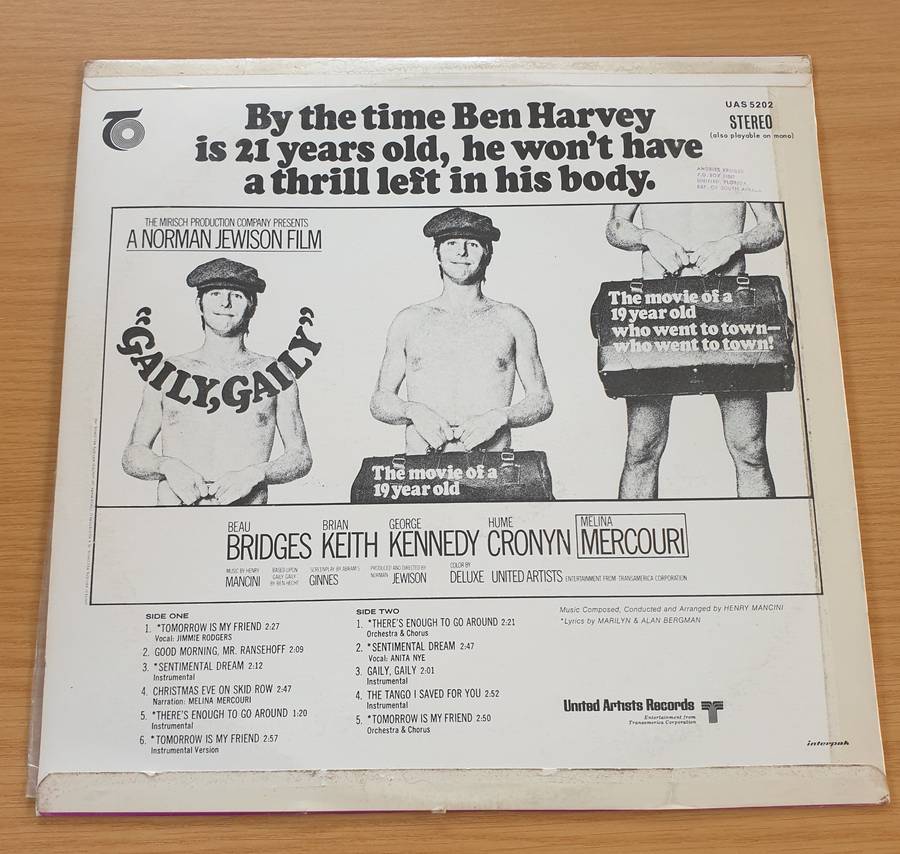 By the time Ben Harvey
is 21 years old, he won't have
a thrill left in his body.
UAS 5202
STEREO
(also playable on mono)
THE MIRISCH PRODUCTION COMPANY PRESENTS
A NORMAN JEWISON FILM
"GAILY, GAILY"
The movie of a
19 year old
The movie of a
19 year old
who went to town—
who went to town!
BEAU
BRIDGES
BRIAN
KEITH
GEORGE
KENNEDY
HUME
CRONYN
MELINA
MERCOURI
MUSIC BY HENRY
MANCINI
BASED UPON
GAILY GAILY
BY BEN HECHT
SCREENPLAY BY ABRAM S
GINNES
PRODUCED AND DIRECTED BY
NORMAN JEWISON
COLOR BY
DELUXE
UNITED ARTISTS
ENTERTAINMENT FROM TRANSAMERICA CORPORATION
SIDE ONE
1. *TOMORROW IS MY FRIEND 2:27
Vocal: JIMMIE RODGERS
2. GOOD MORNING, MR. RANSEHOFF 2:09
3. *SENTIMENTAL DREAM 2:12
Instrumental
4. CHRISTMAS EVE ON SKID ROW 2:47
Narration: MELINA MERCOURI
5. *THERE'S ENOUGH TO GO AROUND 1:20
Instrumental
6. *TOMORROW IS MY FRIEND 2:57
Instrumental Version
SIDE TWO
1. *THERE'S ENOUGH TO GO AROUND 2:21
Orchestra & Chorus
2. *SENTIMENTAL DREAM 2:47
Vocal: ANITA NYE
3. GAILY, GAILY 2:01
Instrumental
4. THE TANGO I SAVED FOR YOU 2:52
Instrumental
5. *TOMORROW IS MY FRIEND 2:50
Orchestra & Chorus
Music Composed, Conducted and Arranged by HENRY MANCINI
*Lyrics by MARILYN & ALAN BERGMAN
United Artists Records
Entertainment from
Transamerica Corporation
interpak